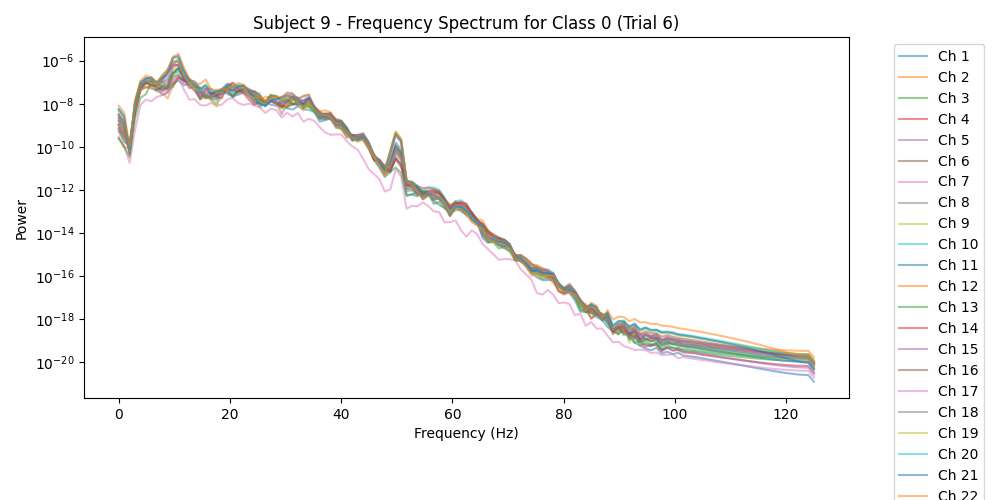 Subject 9 - Frequency Spectrum for Class 0 (Trial 6)
Power
10⁻⁶
10⁻⁸
10⁻¹⁰
10⁻¹²
10⁻¹⁴
10⁻¹⁶
10⁻¹⁸
10⁻²⁰
0 20 40 60 80 100 120
Frequency (Hz)
Ch 1
Ch 2
Ch 3
Ch 4
Ch 5
Ch 6
Ch 7
Ch 8
Ch 9
Ch 10
Ch 11
Ch 12
Ch 13
Ch 14
Ch 15
Ch 16
Ch 17
Ch 18
Ch 19
Ch 20
Ch 21
Ch 22